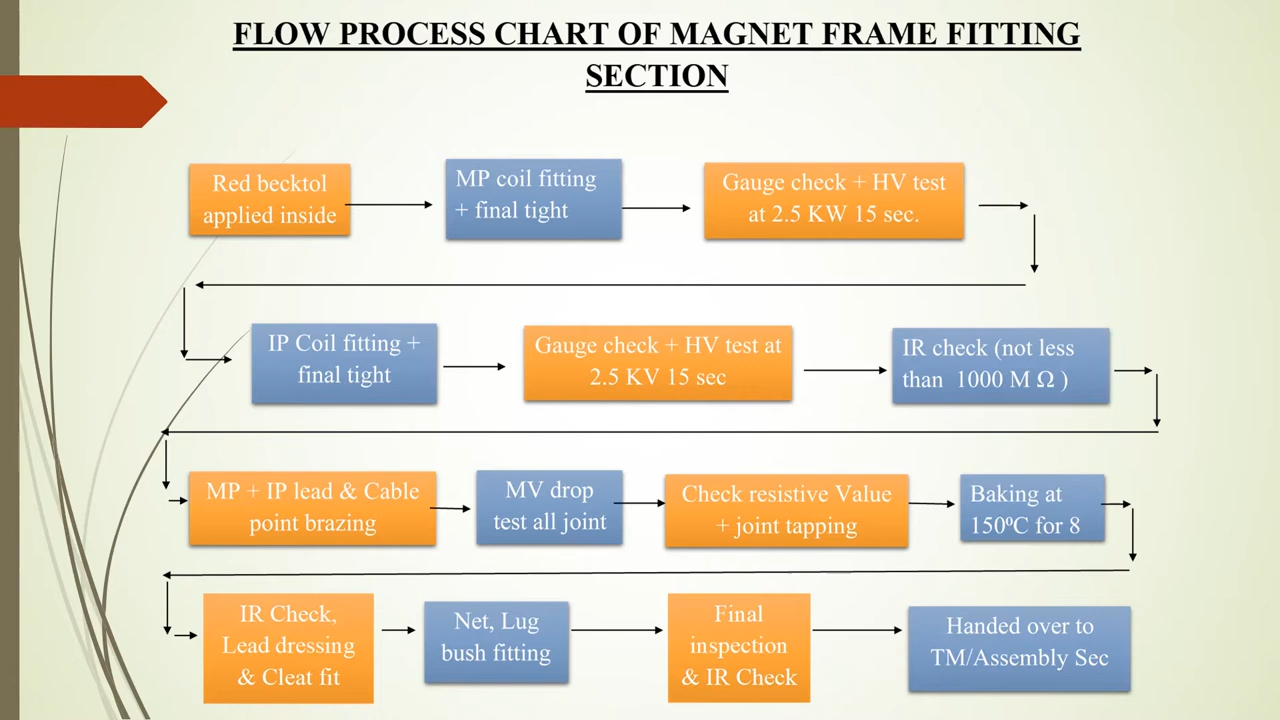 FLOW PROCESS CHART OF MAGNET FRAME FITTING
SECTION
Red becktol
applied inside
MP coil fitting
+ final tight
Gauge check + HV test
at 2.5 KW 15 sec.
IP Coil fitting +
final tight
Gauge check + HV test at
2.5 KV 15 sec
IR check (not less
than 1000 M Ω )
MP + IP lead & Cable
point brazing
MV drop
test all joint
Check resistive Value
+ joint tapping
Baking at
150⁰C for 8
IR Check,
Lead dressing
& Cleat fit
Net, Lug
bush fitting
Final
inspection
& IR Check
Handed over to
TM/Assembly Sec